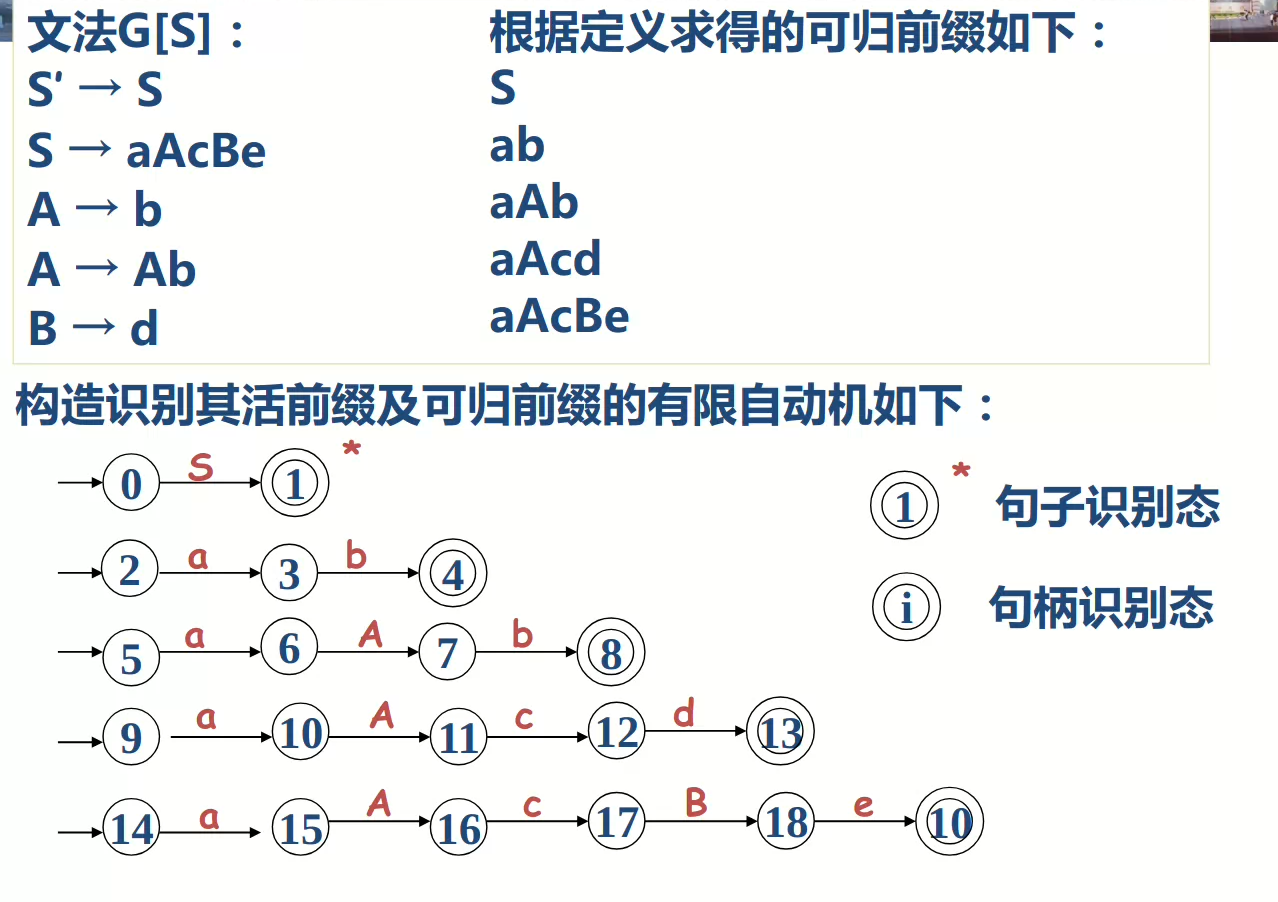 文法G[S]：
S′ → S
S → aAcBe
A → b
A → Ab
B → d
根据定义求得的可归前缀如下：
S
ab
aAb
aAcd
aAcBe
构造识别其活前缀及可归前缀的有限自动机如下：
0 S 1 *
2 a 3 b 4
5 a 6 A 7 b 8
9 a 10 A 11 c 12 d 13
14 a 15 A 16 c 17 B 18 e 10
1 * 句子识别态
i 句柄识别态